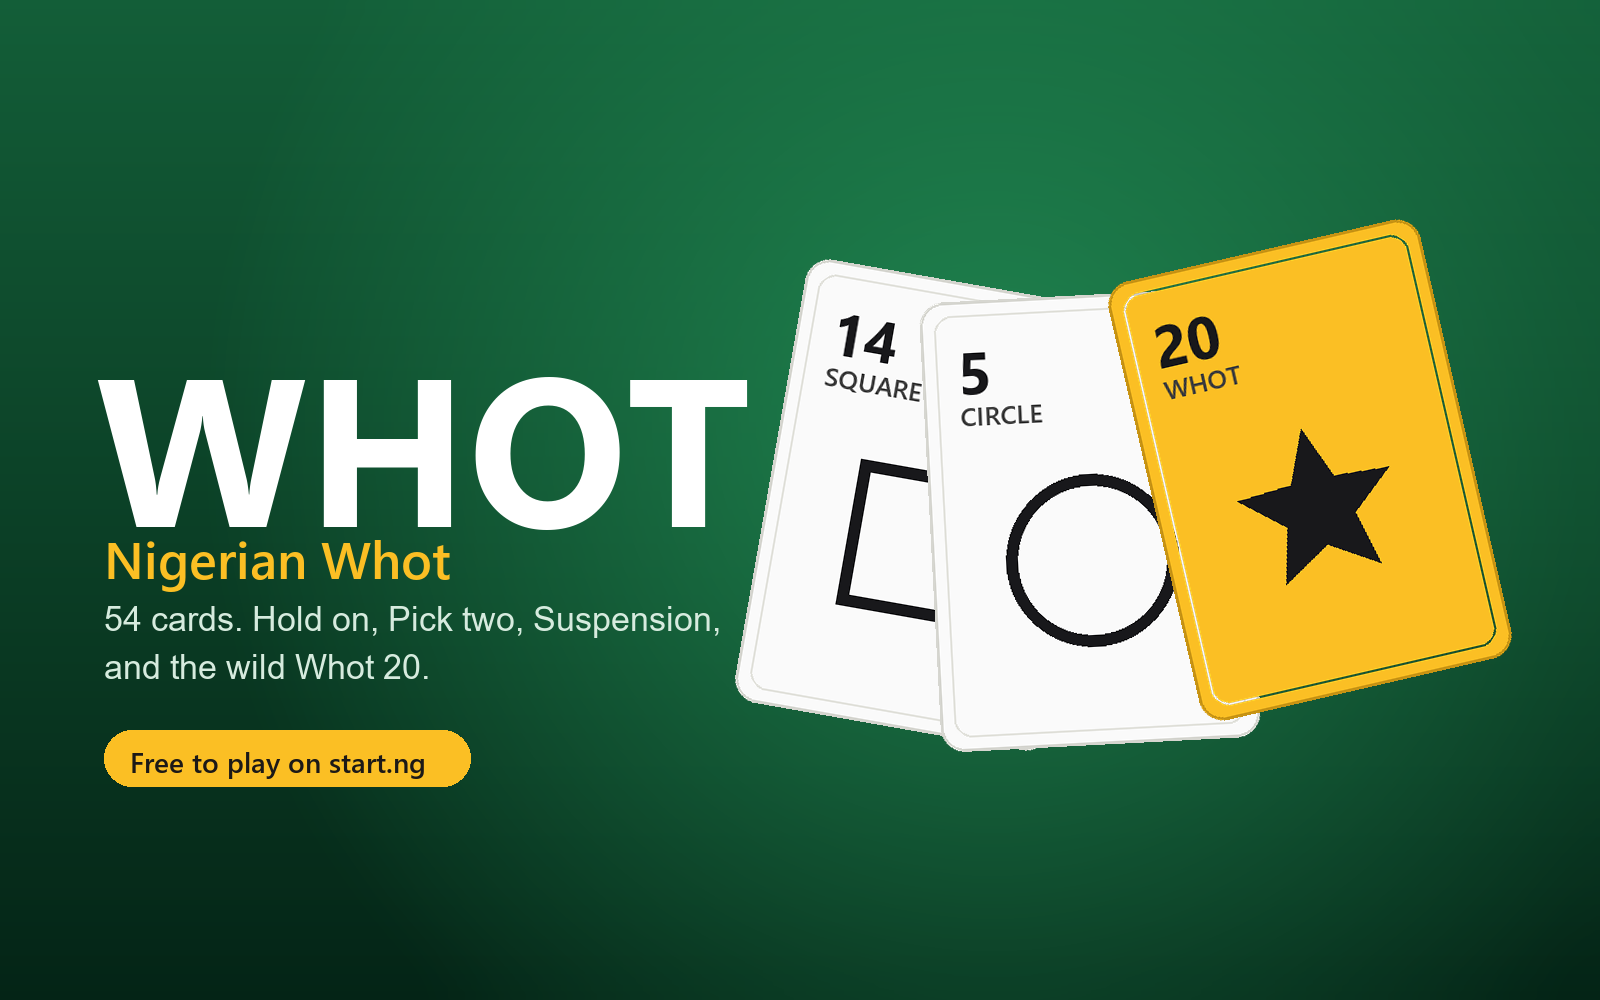 WHOT
Nigerian Whot
54 cards. Hold on, Pick two, Suspension,
and the wild Whot 20.
Free to play on start.ng
14
SQUARE
5
CIRCLE
20
WHOT